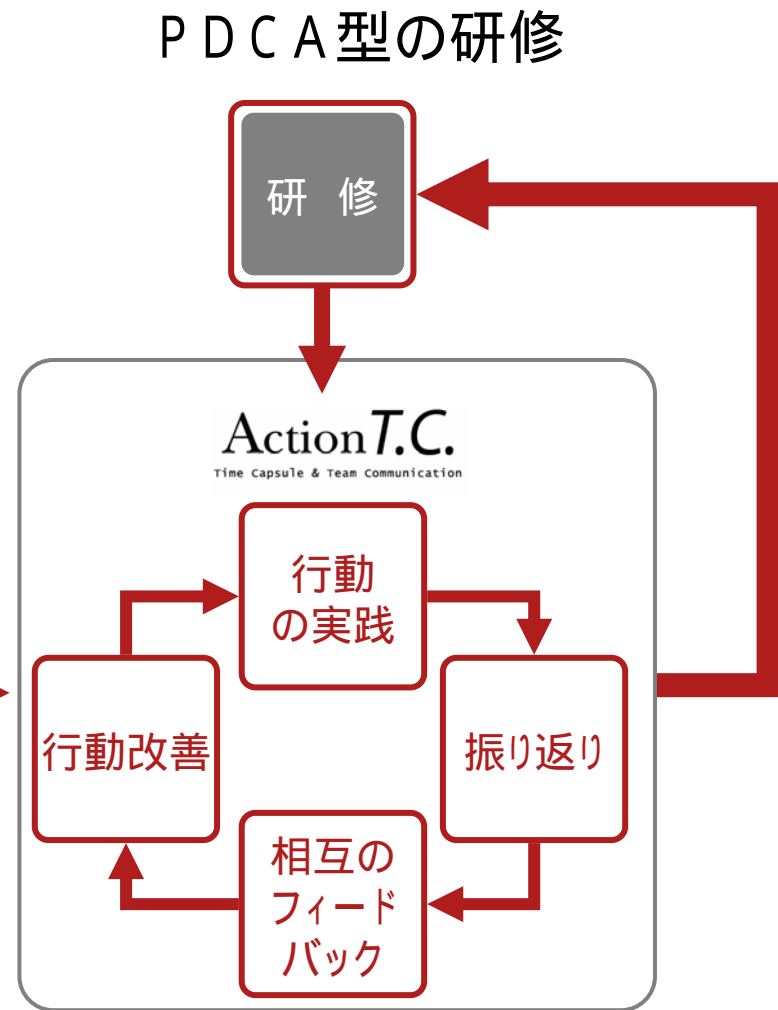 PDCA型の研修
研 修
ActionT.C.
Time Capsule & Team Communication
行動
の実践
行動改善
振り返り
相互の
フィード
バック